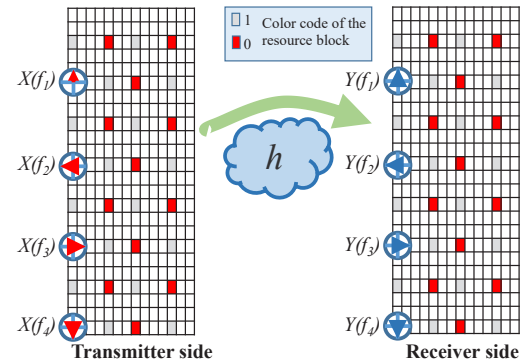 1 Color code of the
0 resource block
X(f₁)
X(f₂)
X(f₃)
X(f₄)
h
Y(f₁)
Y(f₂)
Y(f₃)
Y(f₄)
Transmitter side
Receiver side